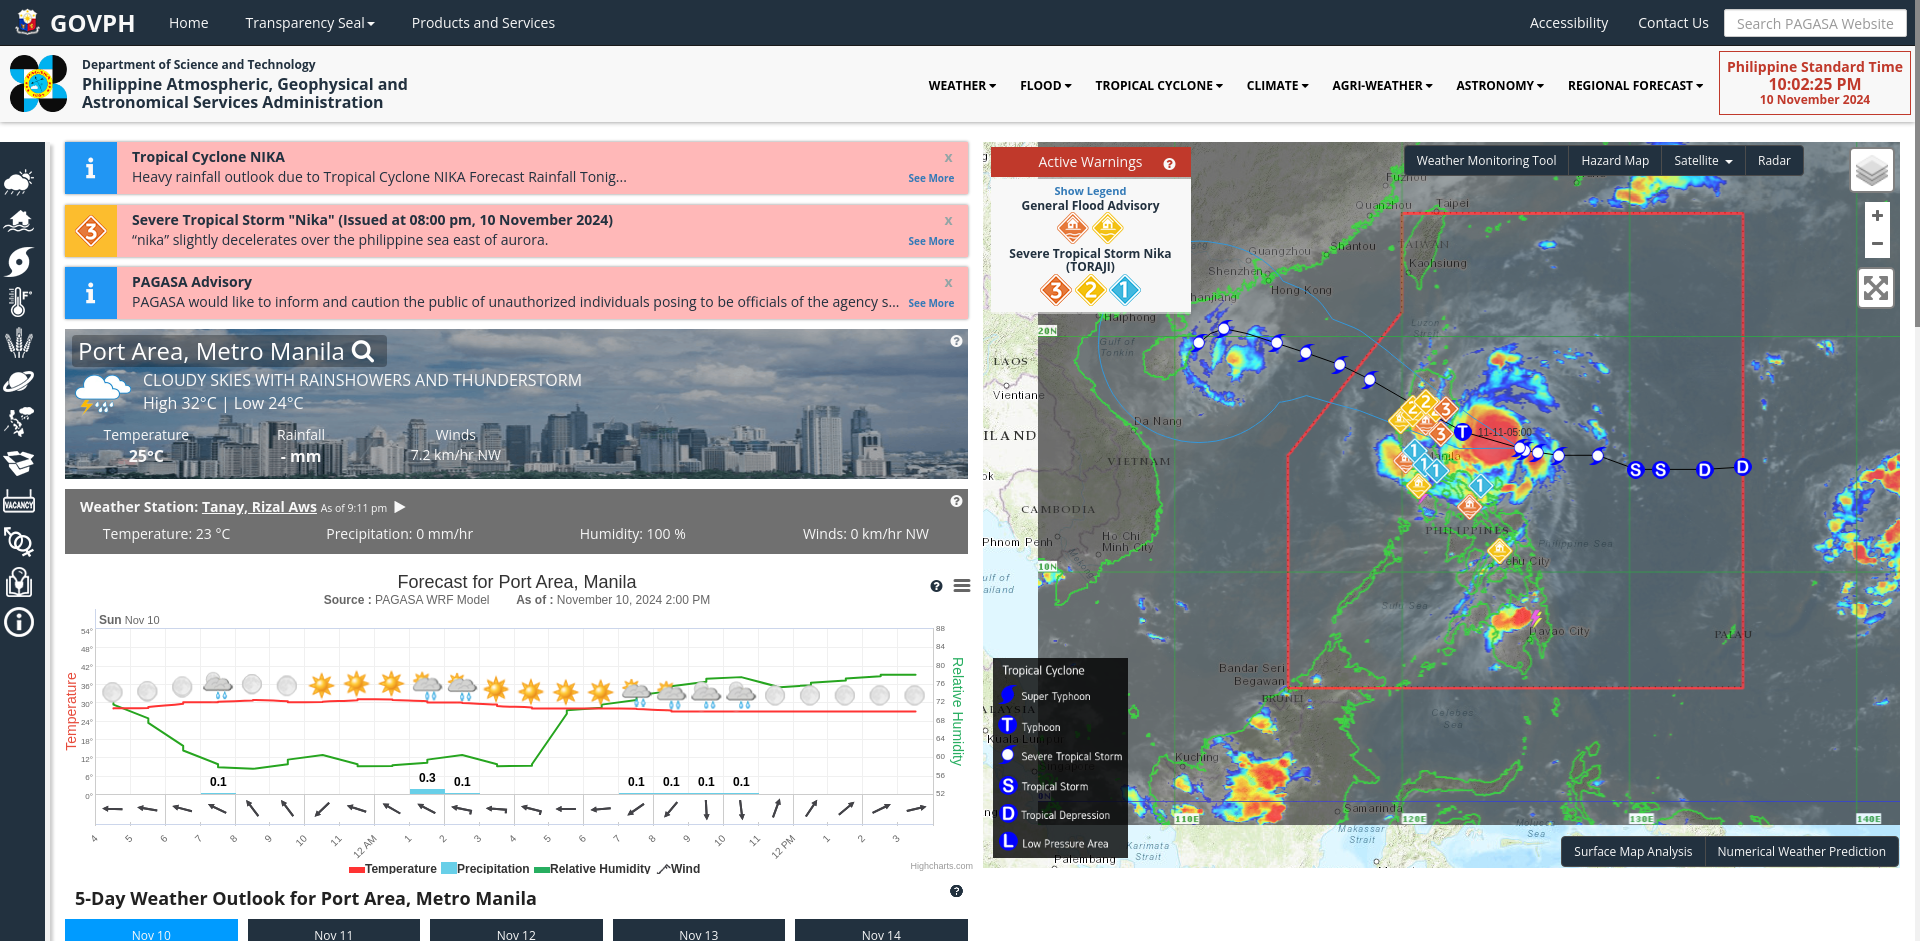 GOVPH
Home
Transparency Seal
Products and Services
Accessibility
Contact Us
Search PAGASA Website
Department of Science and Technology
Philippine Atmospheric, Geophysical and
Astronomical Services Administration
WEATHER
FLOOD
TROPICAL CYCLONE
CLIMATE
AGRI-WEATHER
ASTRONOMY
REGIONAL FORECAST
Philippine Standard Time
10:02:25 PM
10 November 2024
Tropical Cyclone NIKA
x
Heavy rainfall outlook due to Tropical Cyclone NIKA Forecast Rainfall Tonig...
See More
3
Severe Tropical Storm "Nika" (Issued at 08:00 pm, 10 November 2024)
x
“nika” slightly decelerates over the philippine sea east of aurora.
See More
PAGASA Advisory
x
PAGASA would like to inform and caution the public of unauthorized individuals posing to be officials of the agency s...
See More
Port Area, Metro Manila
CLOUDY SKIES WITH RAINSHOWERS AND THUNDERSTORM
High 32°C | Low 24°C
Temperature
25°C
Rainfall
- mm
Winds
7.2 km/hr NW
Weather Station: Tanay, Rizal Aws As of 9:11 pm
Temperature: 23 °C
Precipitation: 0 mm/hr
Humidity: 100 %
Winds: 0 km/hr NW
Forecast for Port Area, Manila
Source : PAGASA WRF Model As of : November 10, 2024 2:00 PM
Sun Nov 10
Temperature
54°
48°
42°
36°
30°
24°
18°
12°
6°
0°
88
84
80
76
72
68
64
60
56
52
Relative Humidity
0.1
0.3
0.1
0.1
0.1
0.1
0.1
4
5
6
7
8
9
10
11
12 AM
1
2
3
4
5
6
7
8
9
10
11
12 PM
1
2
3
Temperature
Precipitation
Relative Humidity
Wind
Highcharts.com
5-Day Weather Outlook for Port Area, Metro Manila
Nov 10
Nov 11
Nov 12
Nov 13
Nov 14
VACANCY
Active Warnings
Show Legend
General Flood Advisory
Severe Tropical Storm Nika
(TORAJI)
3
2
1
Weather Monitoring Tool
Hazard Map
Satellite
Radar
+
−
Fuzhou
Quanzhou
Taipei
TAIWAN
Kaohsiung
Shantou
Guangzhou
Shenzhen
Hong Kong
Haiphong
Gulf of
Tonkin
20N
LAOS
Vientiane
Da Nang
VIETNAM
CAMBODIA
Phnom Penh
Ho Chi
Minh City
10N
Luzon
11-11-05:00
Manila
T
S
S
D
D
2
2
3
3
1
1
1
1
PHILIPPINES
Philippine Sea
Cebu City
Sulu Sea
Davao City
PALAU
Bandar Seri
Begawan
BRUNEI
Celebes
Sea
Kuching
Samarinda
Makassar
Strait
Karimata
Strait
Palembang
Sea
110E
120E
130E
140E
Tropical Cyclone
Super Typhoon
T Typhoon
Severe Tropical Storm
S Tropical Storm
D Tropical Depression
L Low Pressure Area
Surface Map Analysis
Numerical Weather Prediction